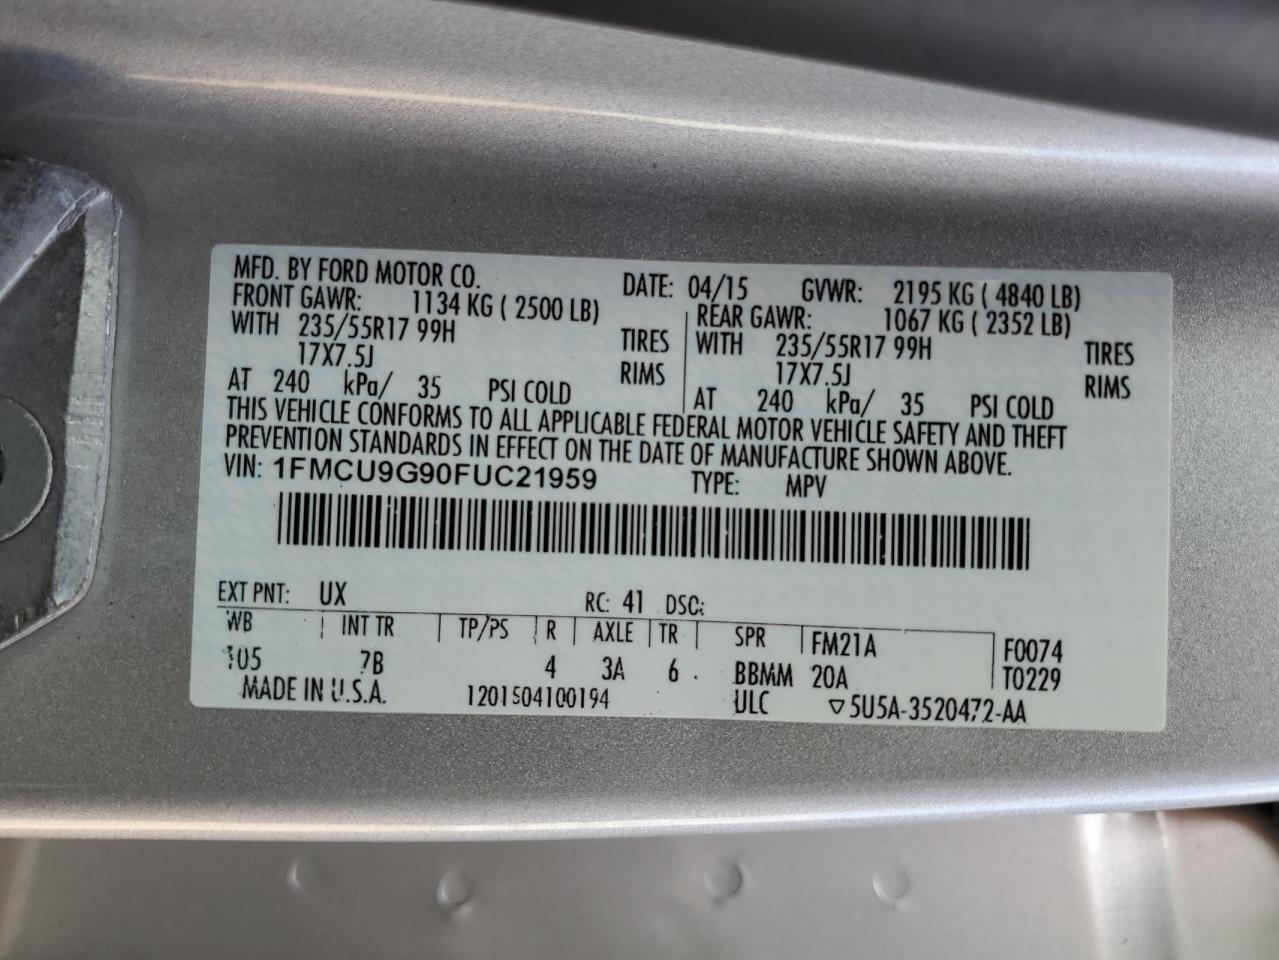 MFD. BY FORD MOTOR CO. DATE: 04/15 GVWR: 2195 KG ( 4840 LB)
FRONT GAWR: 1134 KG ( 2500 LB) REAR GAWR: 1067 KG ( 2352 LB)
WITH 235/55R17 99H TIRES WITH 235/55R17 99H TIRES
17X7.5J RIMS 17X7.5J RIMS
AT 240 kPa/ 35 PSI COLD AT 240 kPa/ 35 PSI COLD
THIS VEHICLE CONFORMS TO ALL APPLICABLE FEDERAL MOTOR VEHICLE SAFETY AND THEFT
PREVENTION STANDARDS IN EFFECT ON THE DATE OF MANUFACTURE SHOWN ABOVE.
VIN: 1FMCU9G90FUC21959 TYPE: MPV
EXT PNT: UX RC: 41 DSO:
WB INT TR TP/PS R AXLE TR SPR FM21A F0074
105 7B 4 3A 6 BBMM 20A T0229
MADE IN U.S.A. 1201504100194 ULC ▽5U5A-3520472-AA